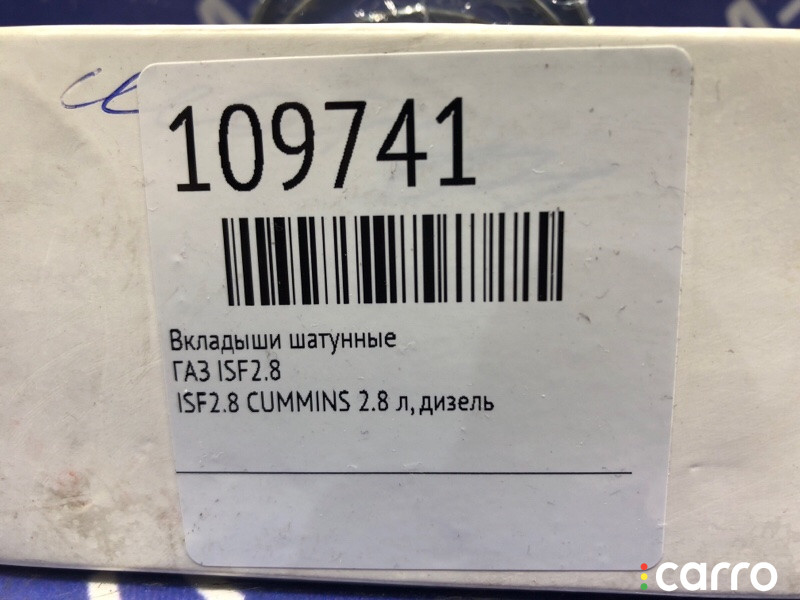 109741
Вкладыши шатунные
ГАЗ ISF2.8
ISF2.8 CUMMINS 2.8 л, дизель
carro